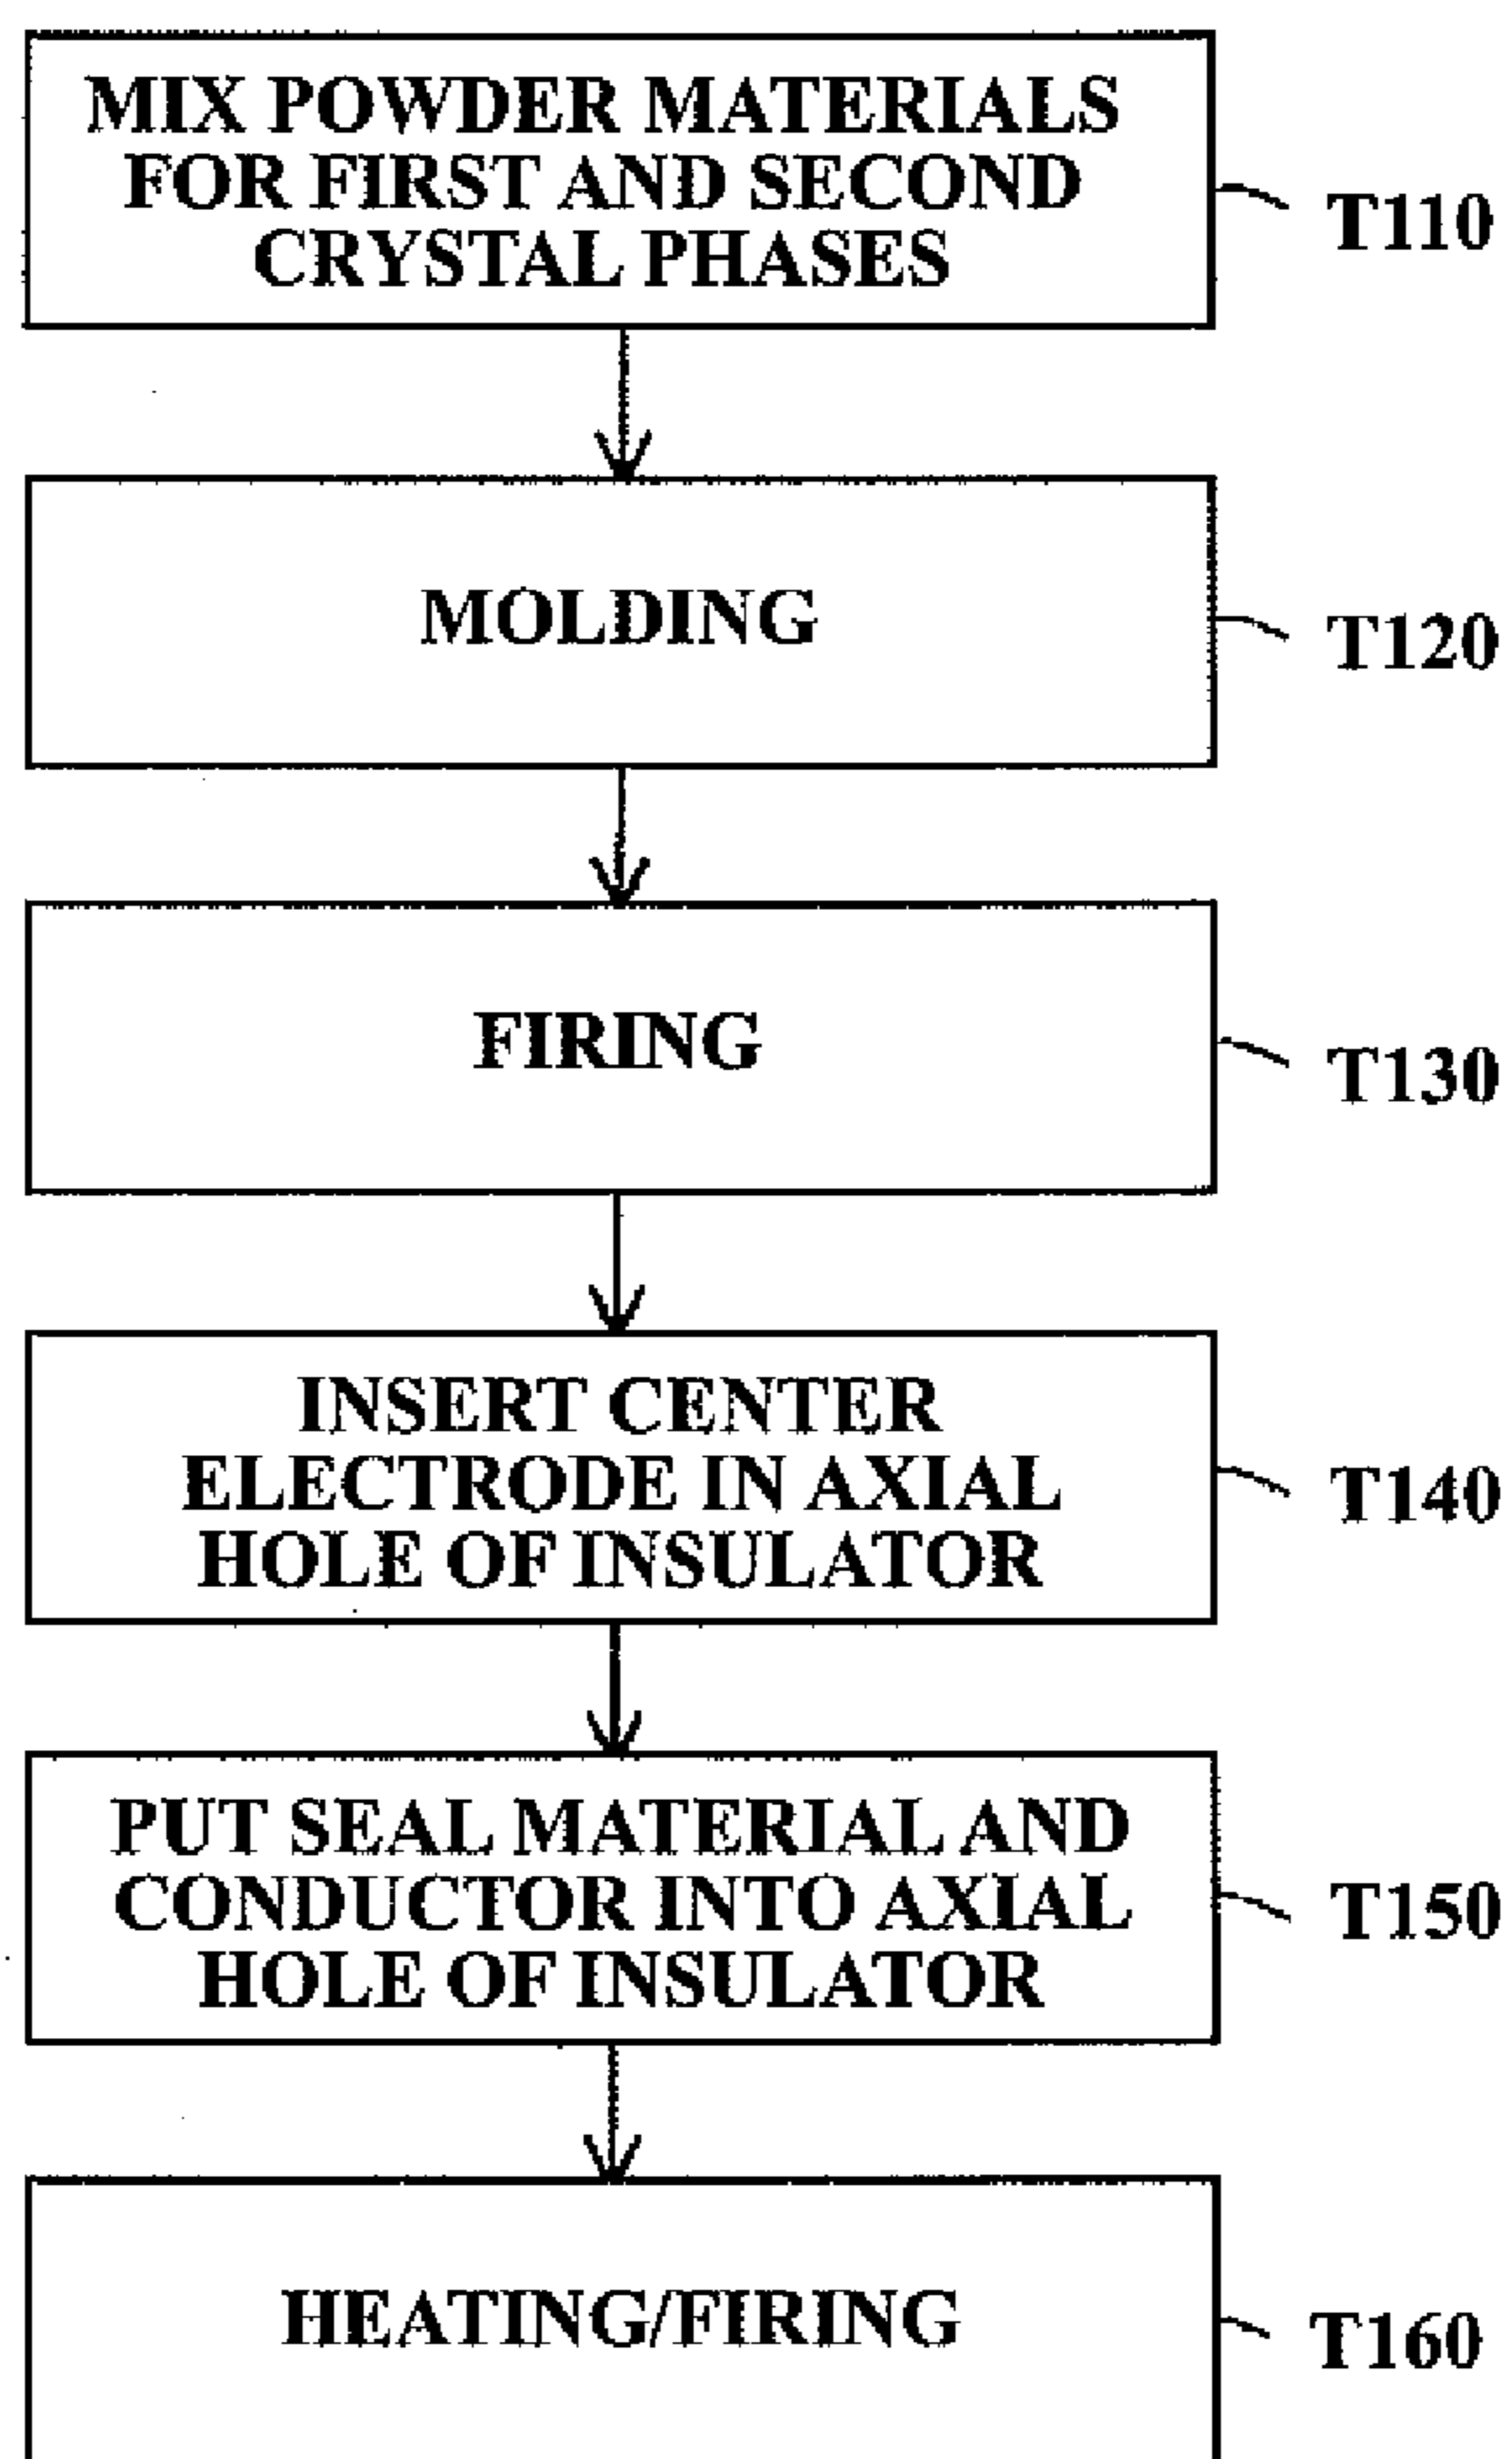 MIX POWDER MATERIALS
FOR FIRST AND SECOND
CRYSTAL PHASES
T110
MOLDING
T120
FIRING
T130
INSERT CENTER
ELECTRODE IN AXIAL
HOLE OF INSULATOR
T140
PUT SEAL MATERIAL AND
CONDUCTOR INTO AXIAL
HOLE OF INSULATOR
T150
HEATING/FIRING
T160